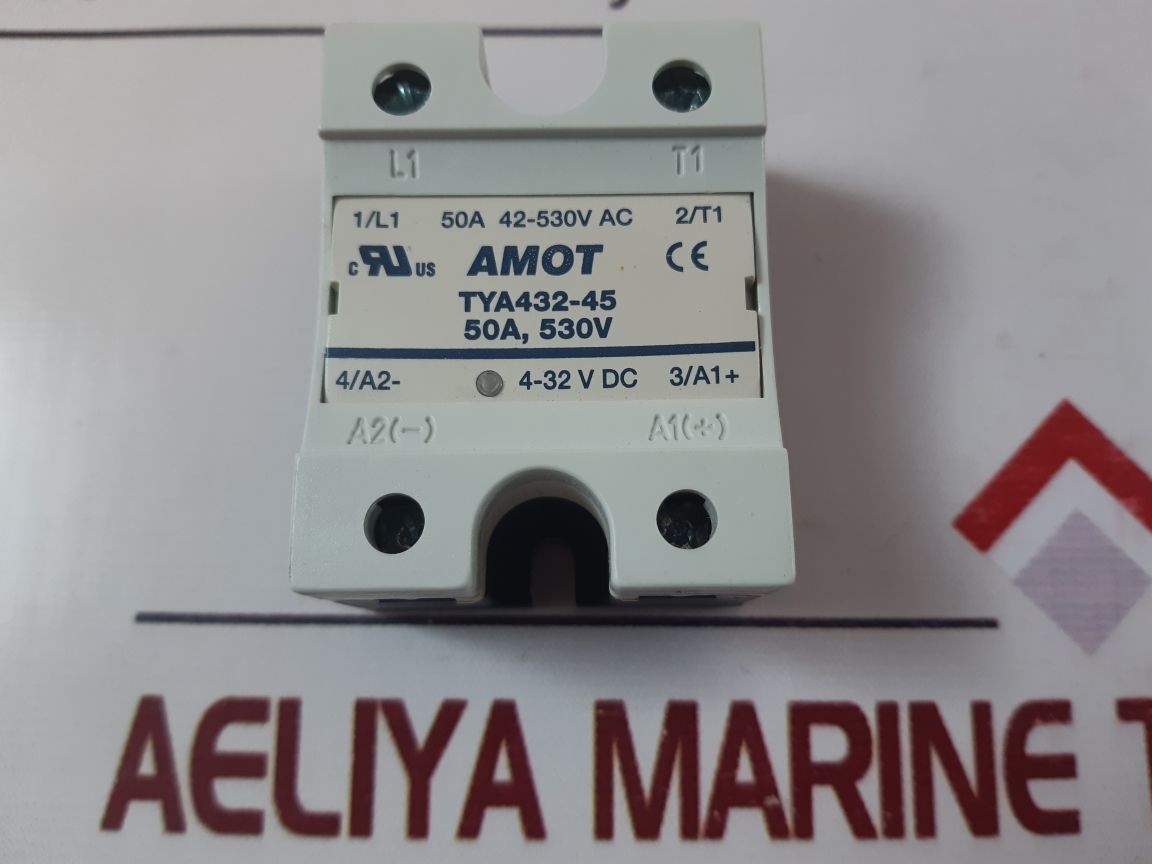 L1 T1
1/L1 50A 42-530V AC 2/T1
c RU US AMOT CE
TYA432-45
50A, 530V
4/A2- 4-32 V DC 3/A1+
A2(-) A1(+)
AELIYA MARINE T